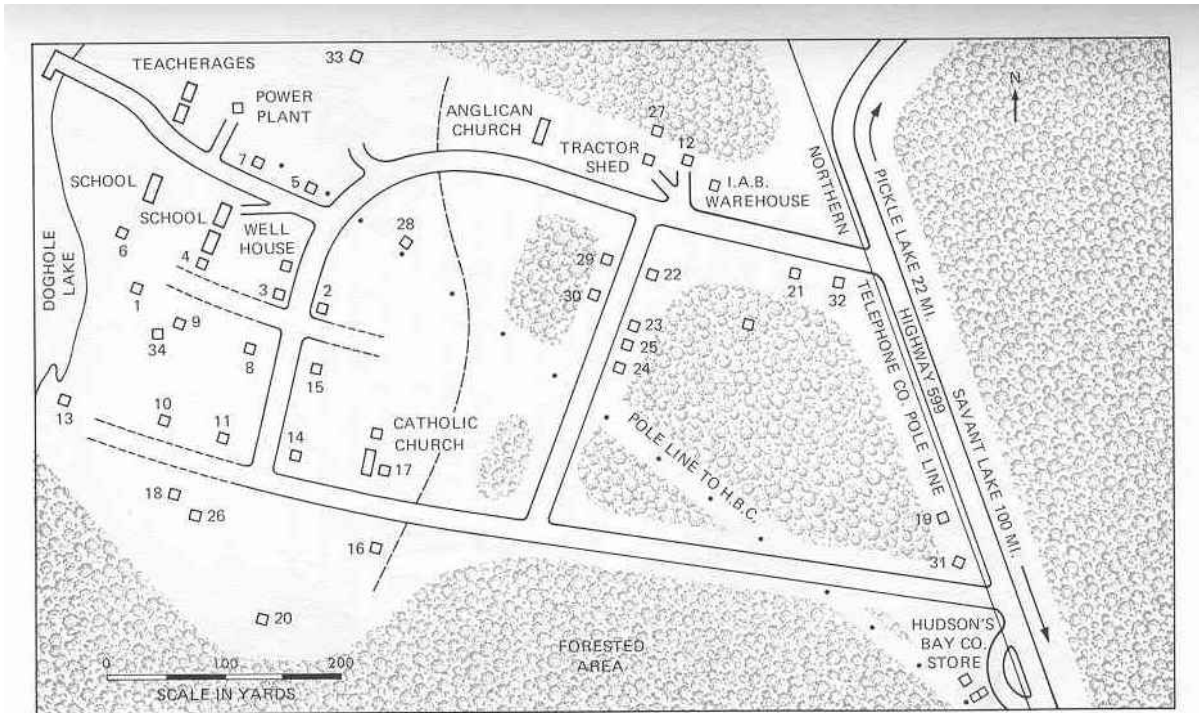 33
TEACHERAGES
POWER
PLANT
ANGLICAN
CHURCH
27
12
TRACTOR
SHED
N
7
5
I.A.B.
WAREHOUSE
NORTHERN
PICKLE LAKE 22 MI.
SCHOOL
SCHOOL
6
4
WELL
HOUSE
28
DOGHOLE
LAKE
29
22
21
32
TELEPHONE CO. POLE LINE
HIGHWAY 599
SAVANT LAKE 100 MI.
1
3
2
30
9
34
8
23
25
24
15
13
10
11
14
CATHOLIC
CHURCH
17
POLE LINE TO H.B.C.
18
26
19
16
31
20
HUDSON'S
BAY CO.
STORE
FORESTED
AREA
0 100 200
SCALE IN YARDS